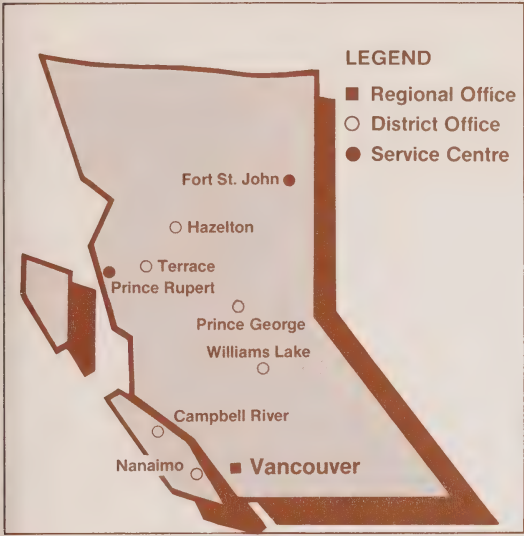 LEGEND
Regional Office
District Office
Service Centre
Fort St. John
Hazelton
Terrace
Prince Rupert
Prince George
Williams Lake
Campbell River
Nanaimo
Vancouver